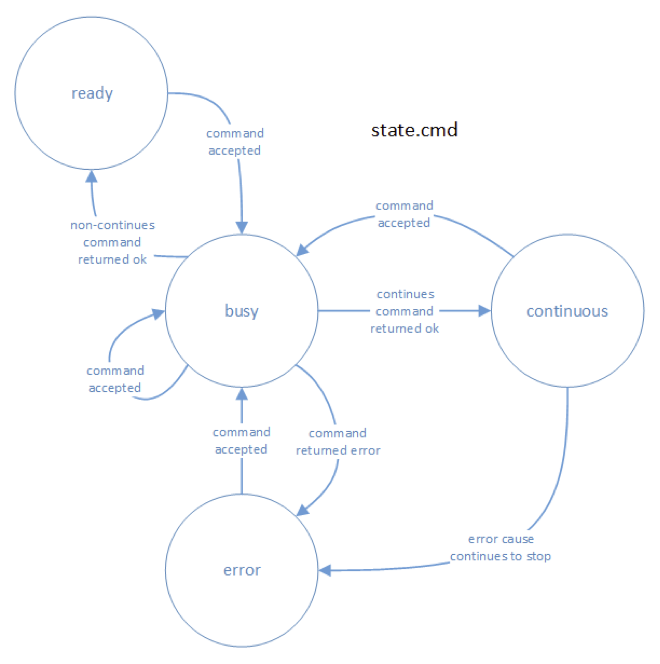 ready
command
accepted
state.cmd
non-continues
command
returned ok
command
accepted
busy
continues
command
returned ok
continuous
command
accepted
command
accepted
command
returned error
error
error cause
continues to stop